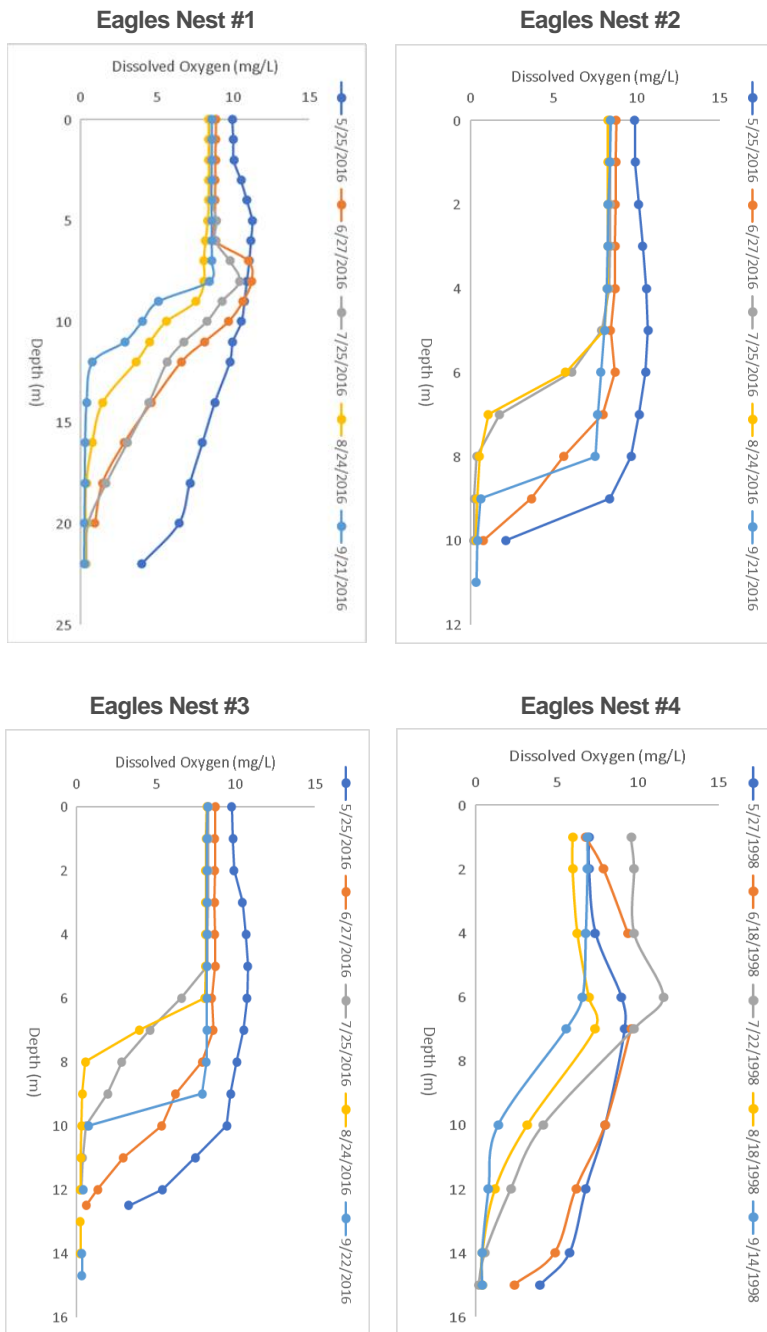 Eagles Nest #1
Dissolved Oxygen (mg/L)
0 5 10 15
0
5
10
15
20
25
Depth (m)
5/25/2016 6/27/2016 7/25/2016 8/24/2016 9/21/2016
Eagles Nest #2
Dissolved Oxygen (mg/L)
0 5 10 15
0
2
4
6
8
10
12
Depth (m)
5/25/2016 6/27/2016 7/25/2016 8/24/2016 9/21/2016
Eagles Nest #3
Dissolved Oxygen (mg/L)
0 5 10 15
0
2
4
6
8
10
12
14
16
Depth (m)
5/25/2016 6/27/2016 7/25/2016 8/24/2016 9/22/2016
Eagles Nest #4
Dissolved Oxygen (mg/L)
0 5 10 15
0
2
4
6
8
10
12
14
16
Depth (m)
5/27/1998 6/18/1998 7/22/1998 8/18/1998 9/14/1998